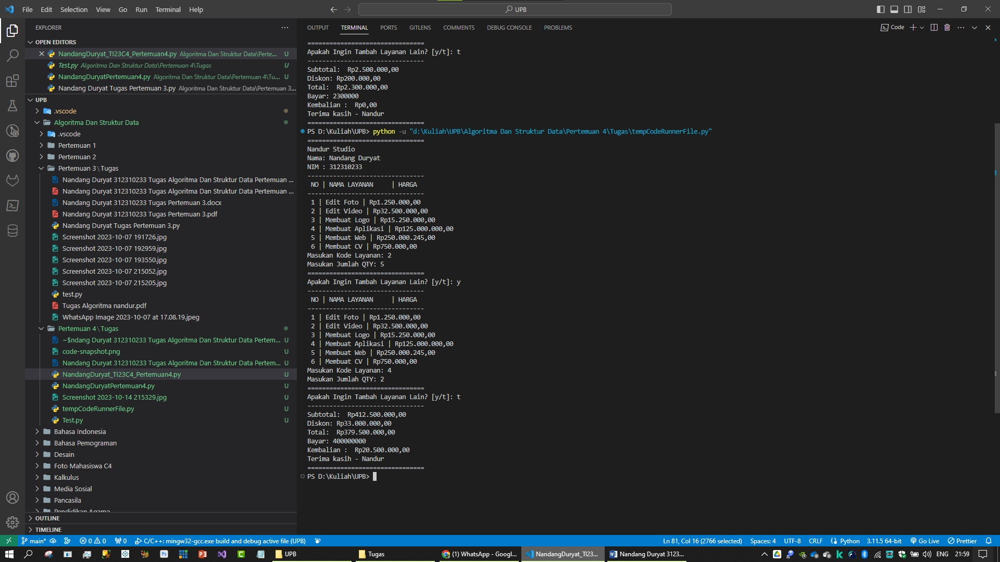 File Edit Selection View Go Run Terminal Help
UPB
EXPLORER
OPEN EDITORS
NandangDuryat_TI23C4_Pertemuan4.py Algoritma Dan Struktur Data\Perte... U
Test.py Algoritma Dan Struktur Data\Pertemuan 4\Tugas U
NandangDuryatPertemuan4.py Algoritma Dan Struktur Data\Pertemuan 4\Tu... U
Nandang Duryat Tugas Pertemuan 3.py Algoritma Dan Struktur Data\Pertemuan 3...
UPB
.vscode
Algoritma Dan Struktur Data
.vscode
Pertemuan 1
Pertemuan 2
Pertemuan 3\Tugas
Nandang Duryat 312310233 Tugas Algoritma Dan Struktur Data Pertemuan ...
Nandang Duryat 312310233 Tugas Algoritma Dan Struktur Data Pertemuan ...
Nandang Duryat 312310233 Tugas Pertemuan 3.docx
Nandang Duryat 312310233 Tugas Pertemuan 3.pdf
Nandang Duryat Tugas Pertemuan 3.py
Screenshot 2023-10-07 191726.jpg
Screenshot 2023-10-07 192959.jpg
Screenshot 2023-10-07 193550.jpg
Screenshot 2023-10-07 215052.jpg
Screenshot 2023-10-07 215205.jpg
test.py
Tugas Algoritma nandur.pdf
WhatsApp Image 2023-10-07 at 17.08.19.jpeg
Pertemuan 4\Tugas
~$ndang Duryat 312310233 Tugas Algoritma Dan Struktur Data Pertem... U
code-snapshot.png U
Nandang Duryat 312310233 Tugas Algoritma Dan Struktur Data Pertem... U
NandangDuryat_TI23C4_Pertemuan4.py U
NandangDuryatPertemuan4.py U
Screenshot 2023-10-14 215329.jpg U
tempCodeRunnerFile.py U
Test.py U
Bahasa Indonesia
Bahasa Pemograman
Desain
Foto Mahasiswa C4
Kalkulus
Media Sosial
Pancasila
Pendidikan Agama
OUTLINE
TIMELINE
OUTPUT TERMINAL PORTS GITLENS COMMENTS DEBUG CONSOLE PROBLEMS
Code
================================
Apakah Ingin Tambah Layanan Lain? [y/t]: t
--------------------------------
Subtotal:  Rp2.500.000,00
Diskon: Rp200.000,00
Total:  Rp2.300.000,00
Bayar: 2300000
Kembalian :  Rp0,00
Terima kasih - Nandur
================================
PS D:\Kuliah\UPB> python -u "d:\Kuliah\UPB\Algoritma Dan Struktur Data\Pertemuan 4\Tugas\tempCodeRunnerFile.py"
================================
Nandur Studio
Nama: Nandang Duryat
NIM : 312310233
--------------------------------
NO | NAMA LAYANAN     | HARGA
--------------------------------
1 | Edit Foto | Rp1.250.000,00
2 | Edit Video | Rp32.500.000,00
3 | Membuat Logo | Rp15.250.000,00
4 | Membuat Aplikasi | Rp125.000.000,00
5 | Membuat Web | Rp250.000.245,00
6 | Membuat CV | Rp750.000,00
Masukan Kode Layanan: 2
Masukan Jumlah QTY: 5
================================
Apakah Ingin Tambah Layanan Lain? [y/t]: y
--------------------------------
NO | NAMA LAYANAN     | HARGA
--------------------------------
1 | Edit Foto | Rp1.250.000,00
2 | Edit Video | Rp32.500.000,00
3 | Membuat Logo | Rp15.250.000,00
4 | Membuat Aplikasi | Rp125.000.000,00
5 | Membuat Web | Rp250.000.245,00
6 | Membuat CV | Rp750.000,00
Masukan Kode Layanan: 4
Masukan Jumlah QTY: 2
================================
Apakah Ingin Tambah Layanan Lain? [y/t]: t
--------------------------------
Subtotal:  Rp412.500.000,00
Diskon: Rp33.000.000,00
Total:  Rp379.500.000,00
Bayar: 400000000
Kembalian :  Rp20.500.000,00
Terima kasih - Nandur
================================
PS D:\Kuliah\UPB>
main* 0 0 0 C/C++: mingw32-gcc.exe build and debug active file (UPB) Ln 81, Col 16 (2766 selected) Spaces: 4 UTF-8 CRLF Python 3.11.5 64-bit Go Live Prettier
UPB Tugas (1) WhatsApp - Googl... NandangDuryat_TI23... Nandang Duryat 3123... ENG 21:59